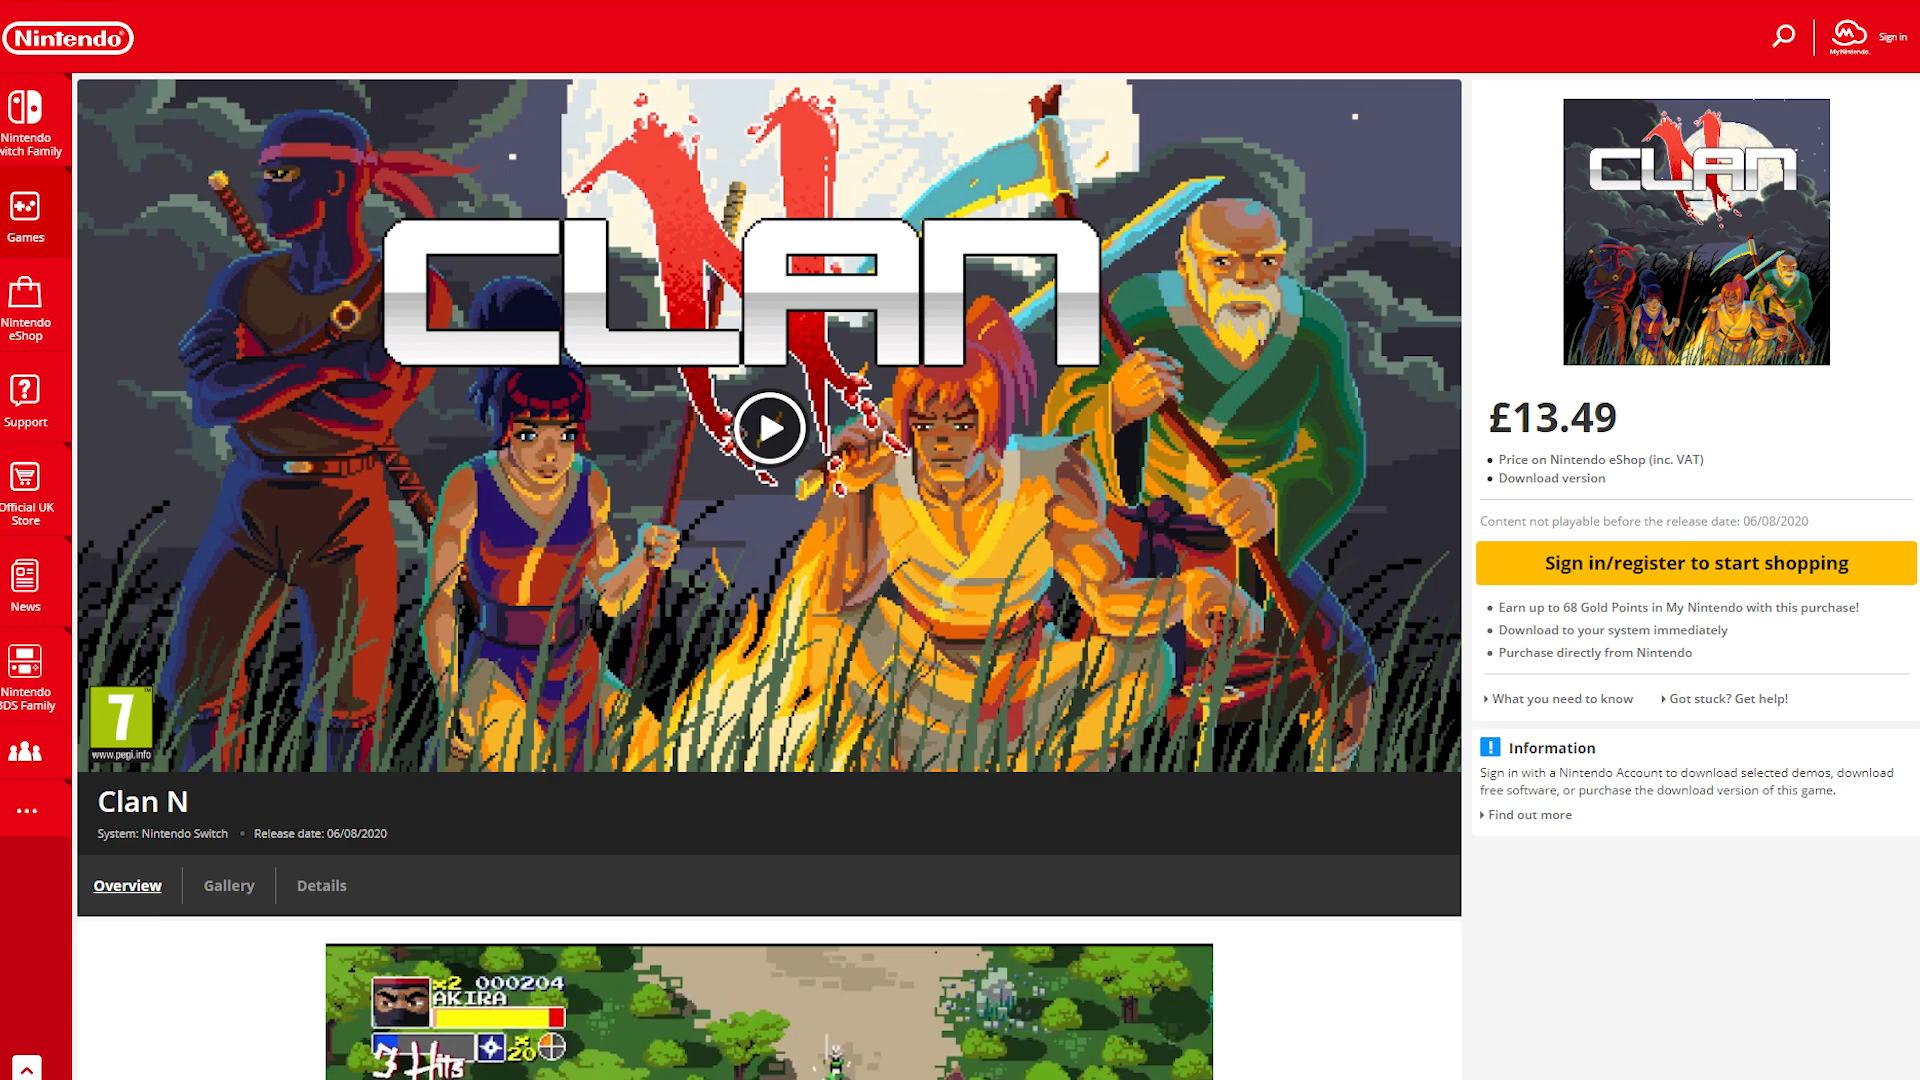 Nintendo®
My Nintendo.
Sign in
Nintendo
witch Family
Games
Nintendo
eShop
Support
Official UK
Store
News
Nintendo
3DS Family
...
CLAN
N
7
www.pegi.info
Clan N
System: Nintendo Switch • Release date: 06/08/2020
Overview
Gallery
Details
x2 000204
AKIRA
3 Hits
x
20
CLAN
N
£13.49
• Price on Nintendo eShop (inc. VAT)
• Download version
Content not playable before the release date: 06/08/2020
Sign in/register to start shopping
• Earn up to 68 Gold Points in My Nintendo with this purchase!
• Download to your system immediately
• Purchase directly from Nintendo
What you need to know
Got stuck? Get help!
! Information
Sign in with a Nintendo Account to download selected demos, download
free software, or purchase the download version of this game.
Find out more